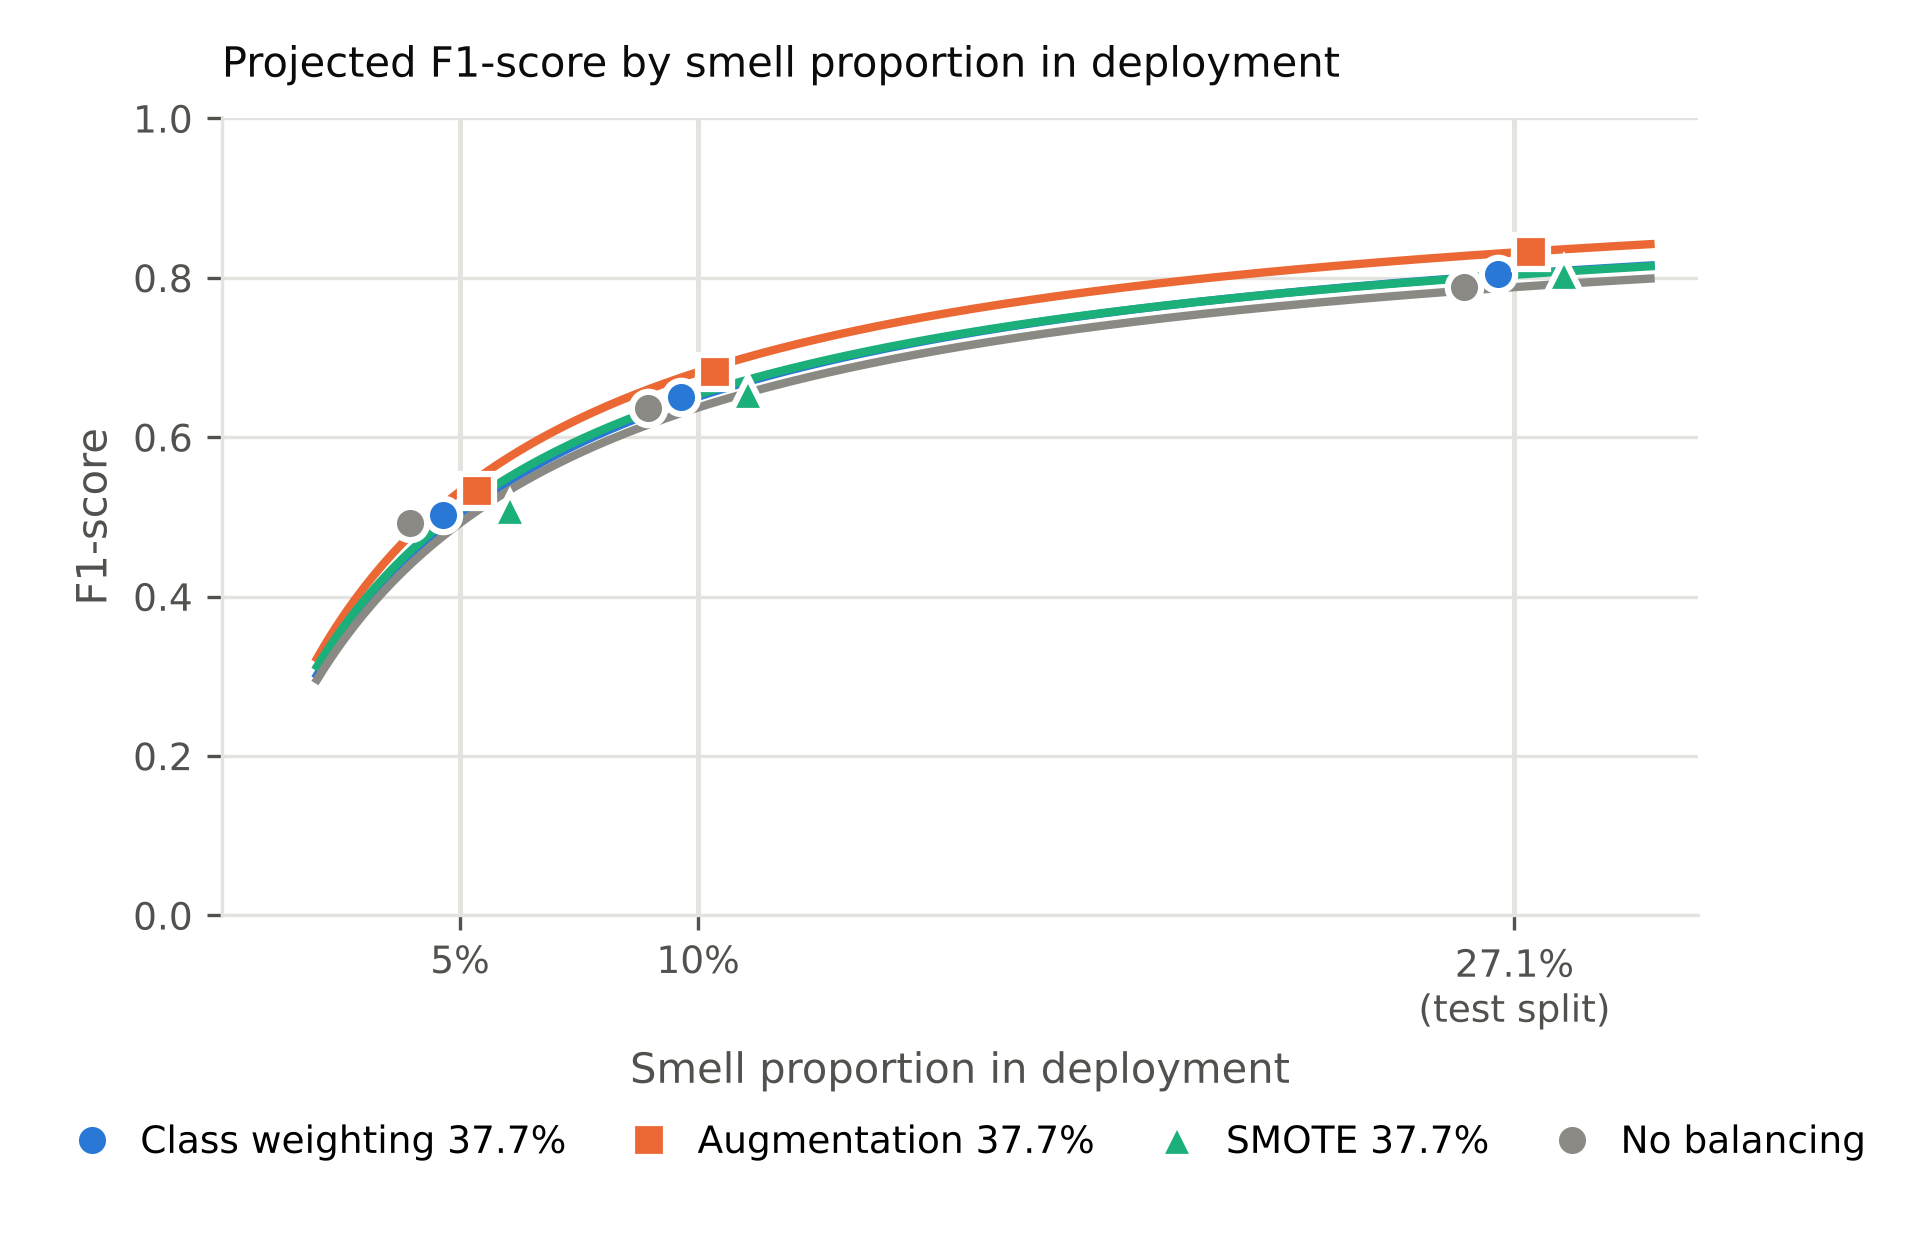 Projected F1-score by smell proportion in deployment
1.0
0.8
0.6
0.4
0.2
0.0
F1-score
5%
10%
27.1%
(test split)
Smell proportion in deployment
Class weighting 37.7%
Augmentation 37.7%
SMOTE 37.7%
No balancing